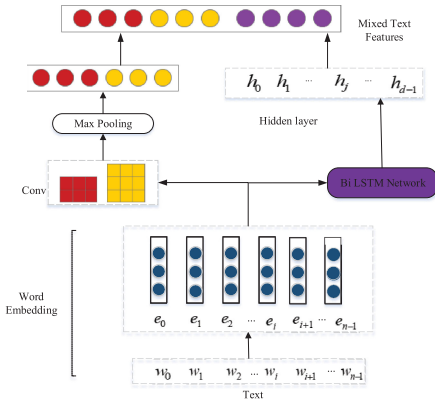 Mixed Text
Features
h0 h1 ... hj ... hd-1
Max Pooling
Hidden layer
Conv
Bi LSTM Network
Word
Embedding
e0 e1 e2 ... ei ei+1 ... en-1
w0 w1 w2 ... wi wi+1 ... wn-1
Text